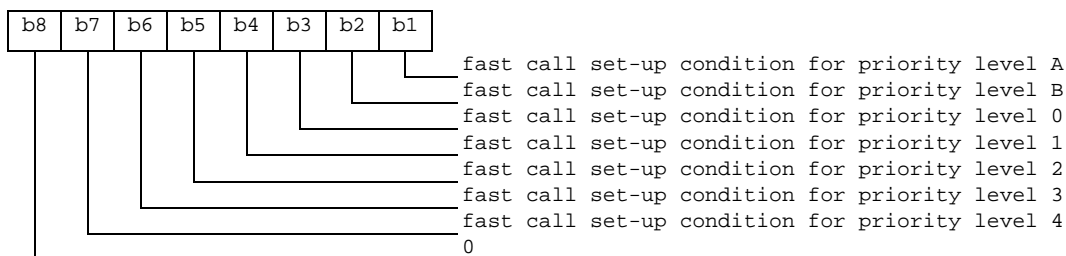 b8 b7 b6 b5 b4 b3 b2 b1
fast call set-up condition for priority level A
fast call set-up condition for priority level B
fast call set-up condition for priority level 0
fast call set-up condition for priority level 1
fast call set-up condition for priority level 2
fast call set-up condition for priority level 3
fast call set-up condition for priority level 4
0